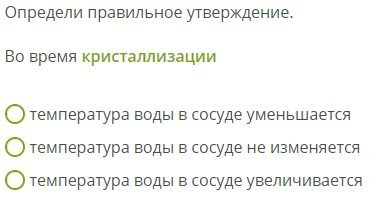 Определи правильное утверждение.
Во время кристаллизации
температура воды в сосуде уменьшается
температура воды в сосуде не изменяется
температура воды в сосуде увеличивается